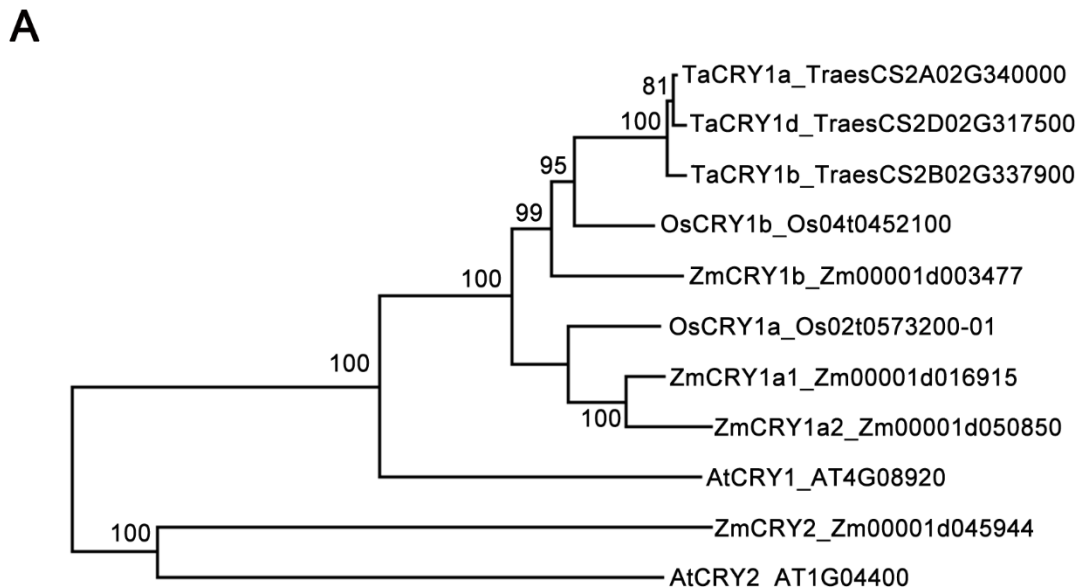 A
81 TaCRY1a_TraesCS2A02G340000
100 TaCRY1d_TraesCS2D02G317500
TaCRY1b_TraesCS2B02G337900
95
99 OsCRY1b_Os04t0452100
100 ZmCRY1b_Zm00001d003477
OsCRY1a_Os02t0573200-01
100 ZmCRY1a1_Zm00001d016915
100 ZmCRY1a2_Zm00001d050850
AtCRY1_AT4G08920
100 ZmCRY2_Zm00001d045944
AtCRY2_AT1G04400